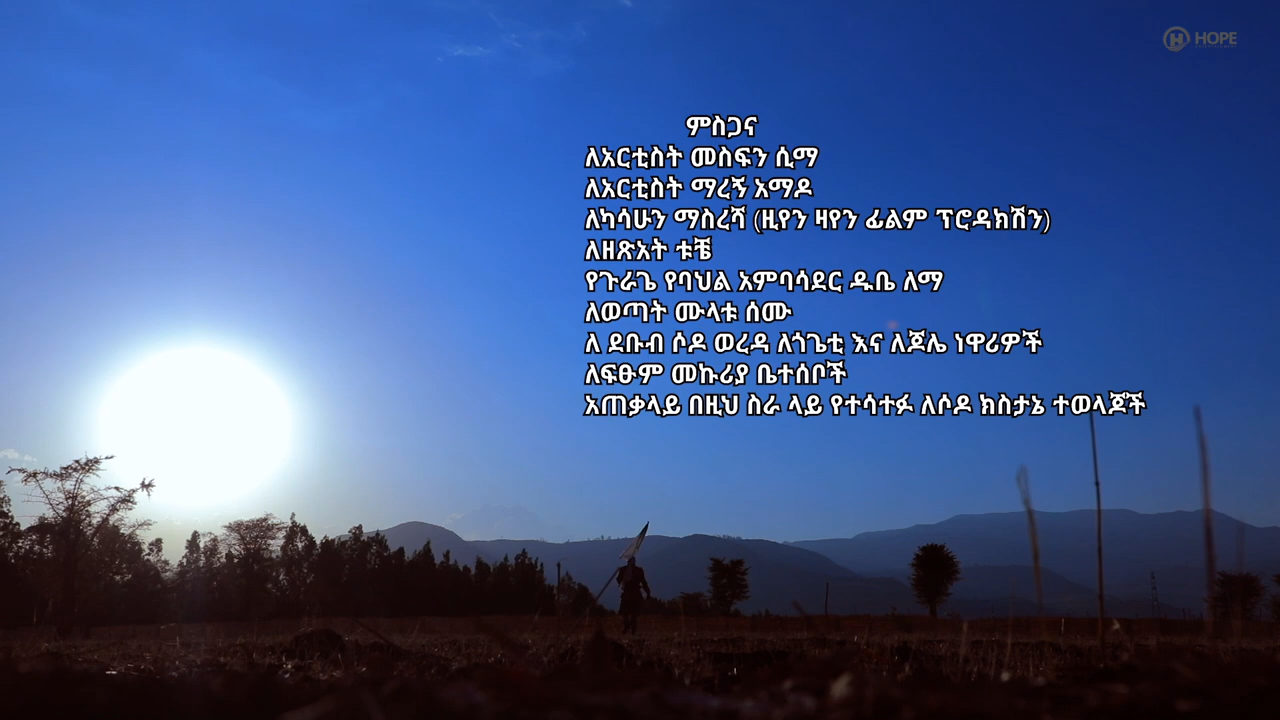 HOPE
ምስጋና
ለአርቲስት መስፍን ሲማ
ለአርቲስት ማረኝ አማዶ
ለካሳሁን ማስረሻ (ዚየን ዛየን ፊልም ፕሮዳክሽን)
ለዘጽአት ቱቼ
የጉራጌ የባህል አምባሳደር ዱቤ ለማ
ለወጣት ሙላቱ ሰሙ
ለ ደቡብ ሶዶ ወረዳ ለጎጌቲ እና ለጆሌ ነዋሪዎች
ለፍፁም መኩሪያ ቤተሰቦች
አጠቃላይ በዚህ ስራ ላይ የተሳተፉ ለሶዶ ክስታኔ ተወላጆች